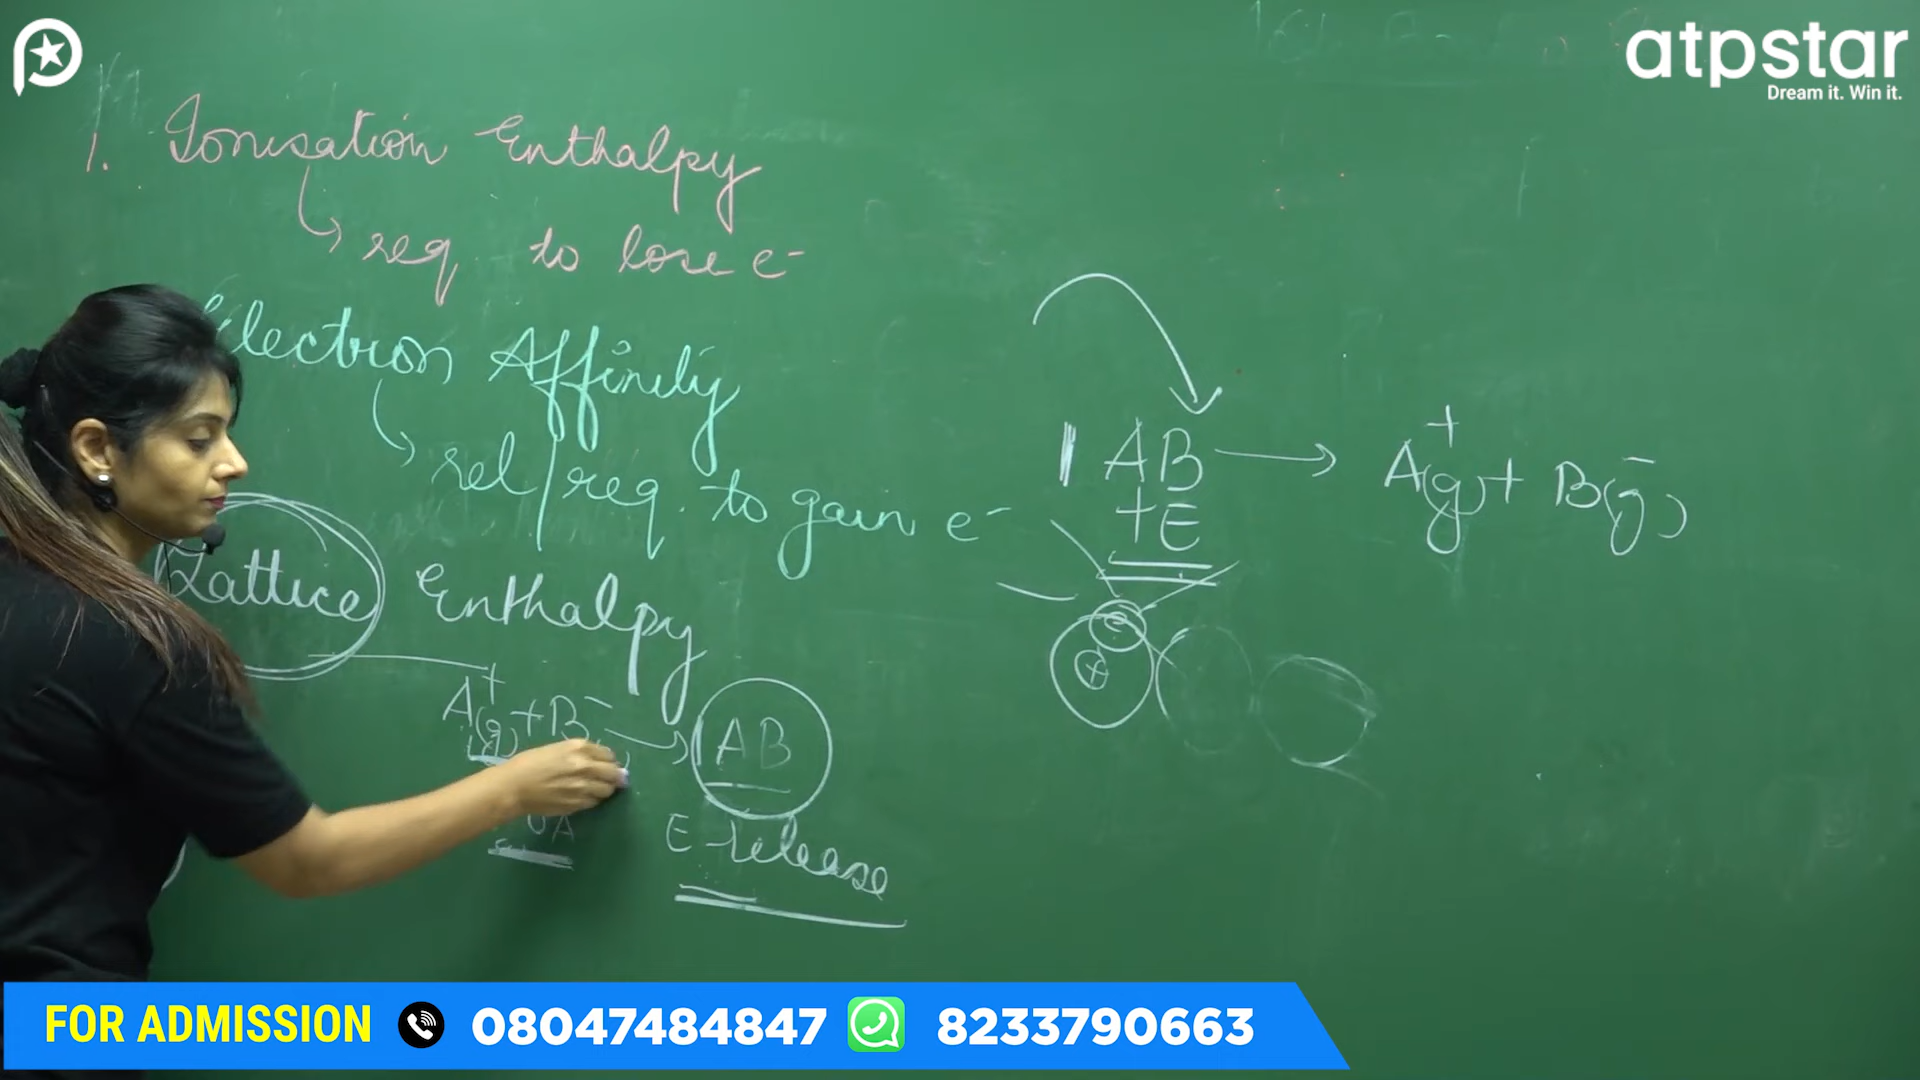 atpstar
Dream it. Win it.
1. Ionisation Enthalpy
req to lose e-
Electron Affinity
rel/req. to gain e-
Lattice Enthalpy
A+(g) + B- → AB
E release
AB → A+(g) + B-(g)
+E
-
+
FOR ADMISSION 08047484847 8233790663